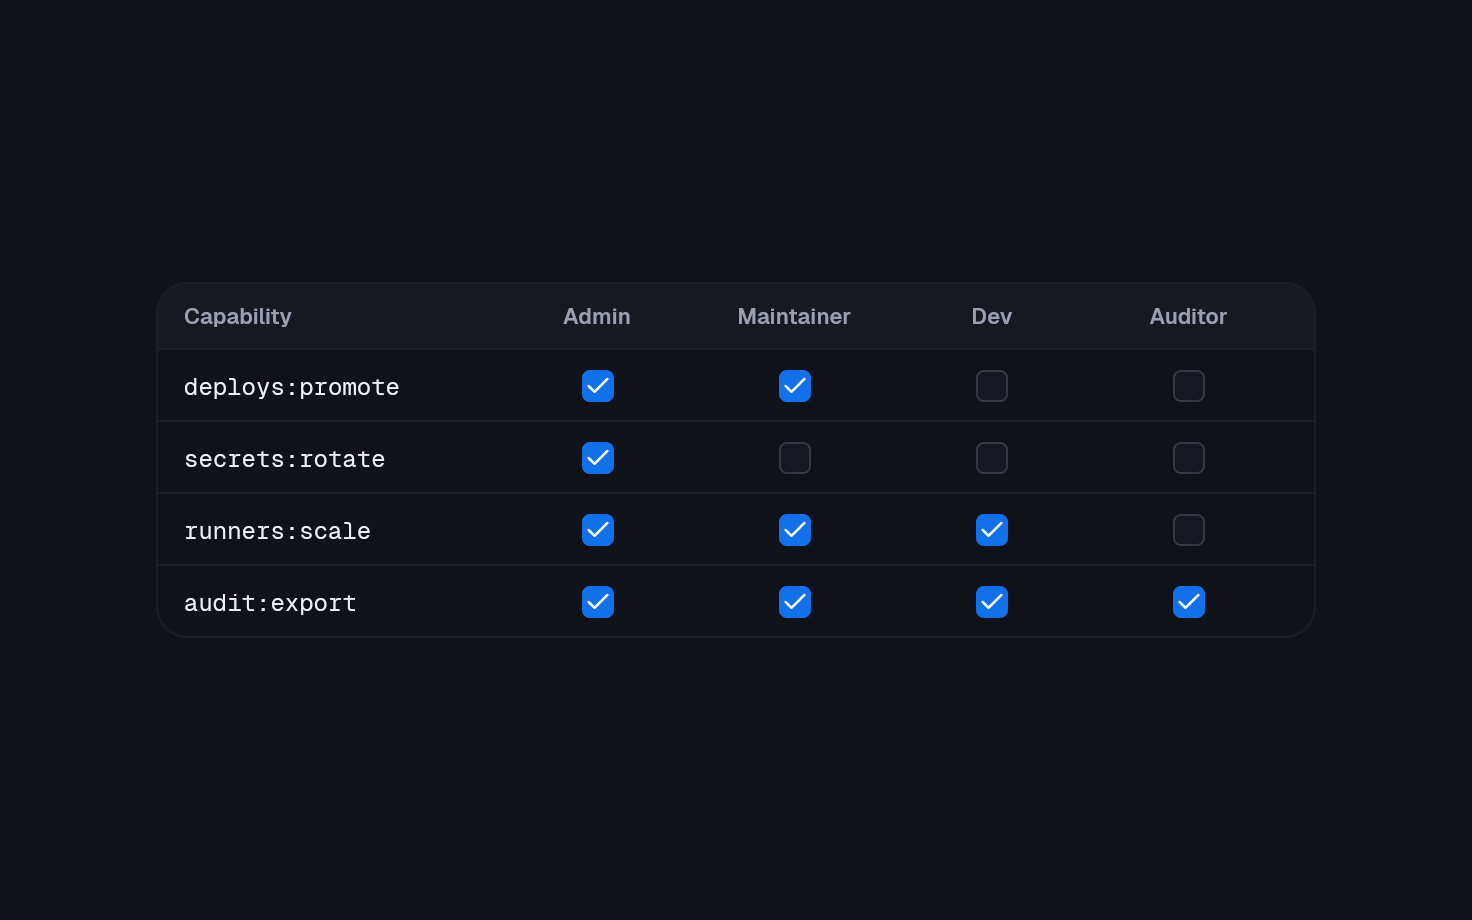 Capability Admin Maintainer Dev Auditor
deploys:promote
secrets:rotate
runners:scale
audit:export